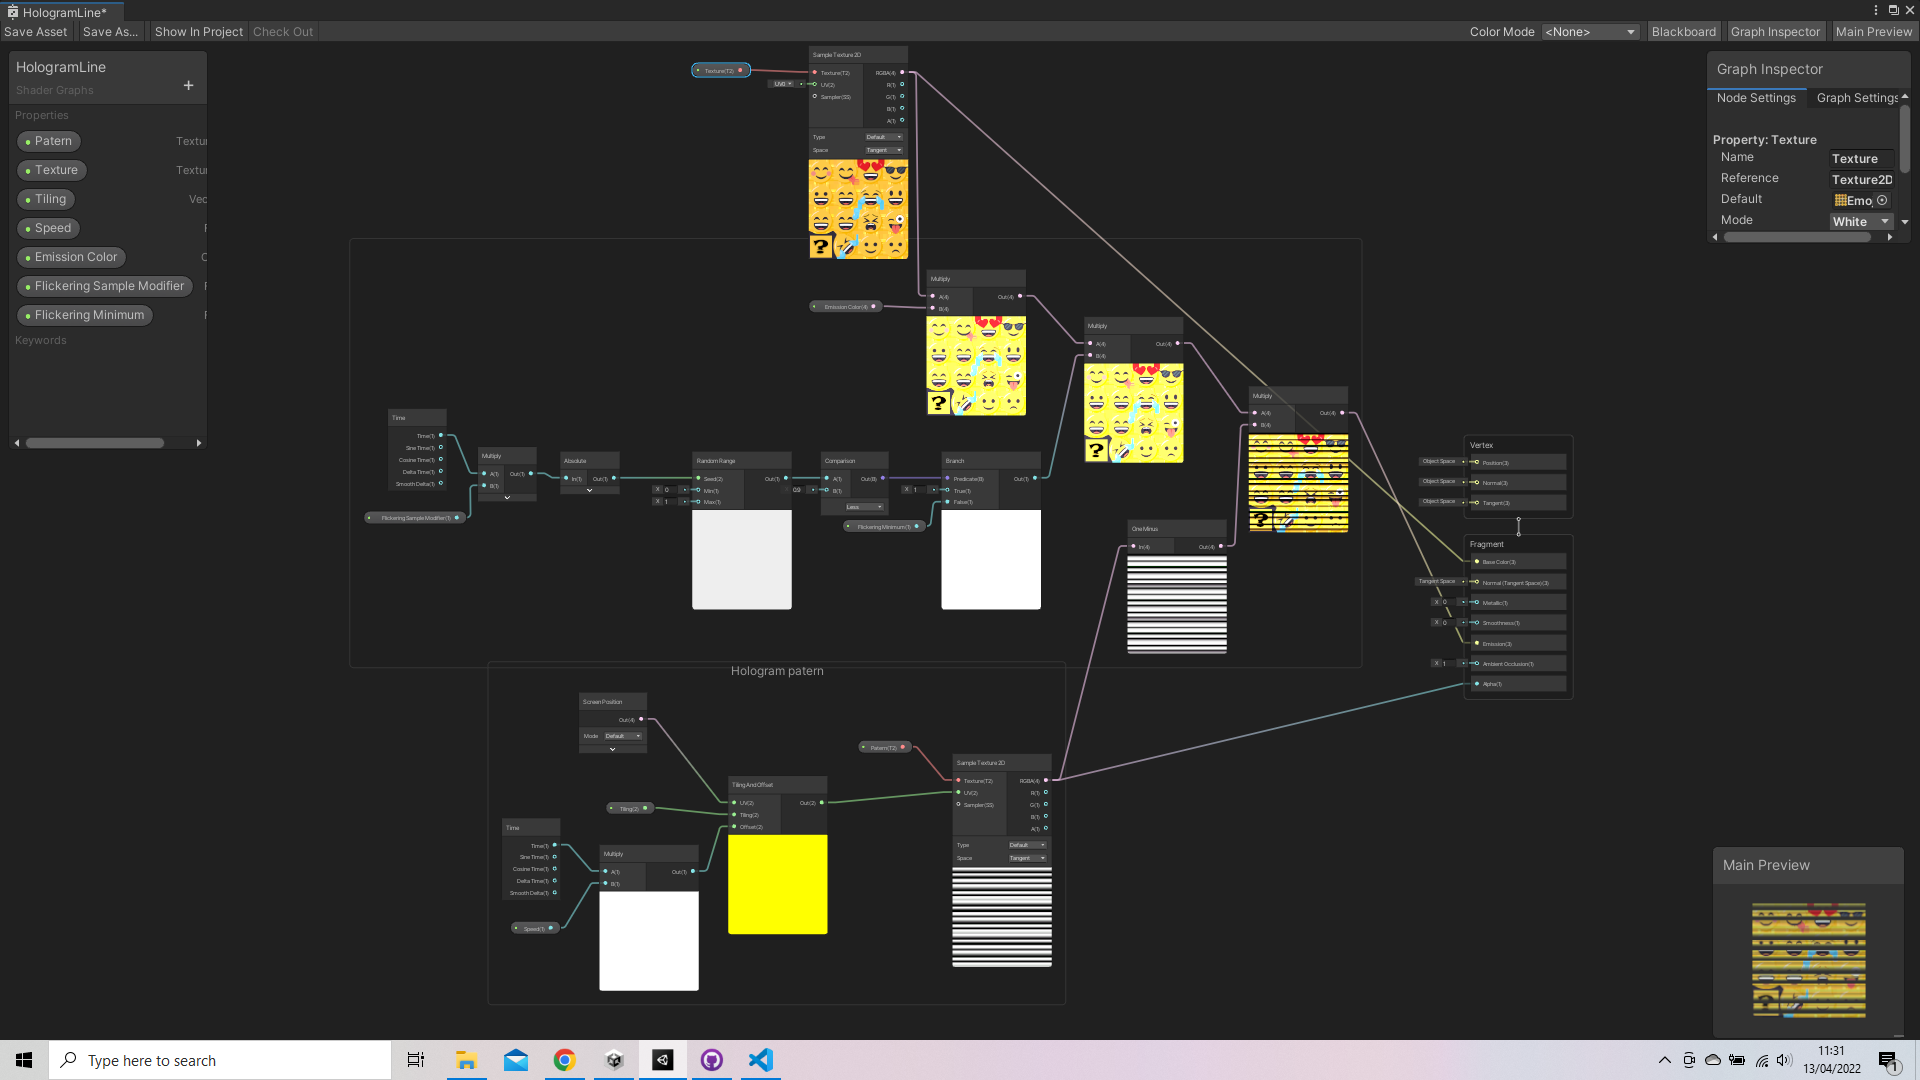 HologramLine*
Save Asset
Save As...
Show In Project
Check Out
Color Mode
<None>
Blackboard
Graph Inspector
Main Preview
HologramLine
Shader Graphs
Properties
Patern
Textur
Texture
Textur
Tiling
Vec
Speed
F
Emission Color
C
Flickering Sample Modifier
F
Flickering Minimum
F
Keywords
Texture(T2)
Sample Texture 2D
Texture(T2)
UV0
UV(2)
Sampler(SS)
RGBA(4)
R(1)
G(1)
B(1)
A(1)
Type
Default
Space
Tangent
Emission Color(4)
Multiply
A(4)
B(4)
Out(4)
Multiply
A(4)
B(4)
Out(4)
Multiply
A(4)
B(4)
Out(4)
Time
Time(1)
Sine Time(1)
Cosine Time(1)
Delta Time(1)
Smooth Delta(1)
Flickering Sample Modifier(1)
Multiply
A(1)
B(1)
Out(1)
Absolute
In(1)
Out(1)
Random Range
X 0
X 1
Seed(2)
Min(1)
Max(1)
Out(1)
Comparison
0.9
A(1)
B(1)
Out(B)
Less
Flickering Minimum(1)
Branch
X 1
Predicate(B)
True(1)
False(1)
Out(1)
One Minus
In(4)
Out(4)
Hologram patern
Screen Position
Out(4)
Mode
Default
Tiling(2)
Time
Time(1)
Sine Time(1)
Cosine Time(1)
Delta Time(1)
Smooth Delta(1)
Speed(1)
Multiply
A(1)
B(1)
Out(1)
Tiling And Offset
UV(2)
Tiling(2)
Offset(2)
Out(2)
Patern(T2)
Sample Texture 2D
Texture(T2)
UV(2)
Sampler(SS)
RGBA(4)
R(1)
G(1)
B(1)
A(1)
Type
Default
Space
Tangent
Vertex
Object Space
Position(3)
Object Space
Normal(3)
Object Space
Tangent(3)
Fragment
Base Color(3)
Tangent Space
Normal (Tangent Space)(3)
X 0
Metallic(1)
X 0
Smoothness(1)
Emission(3)
X 1
Ambient Occlusion(1)
Alpha(1)
Graph Inspector
Node Settings
Graph Settings
Property: Texture
Name
Texture
Reference
Texture2D
Default
Emo
Mode
White
Main Preview
Type here to search
11:31
13/04/2022
1